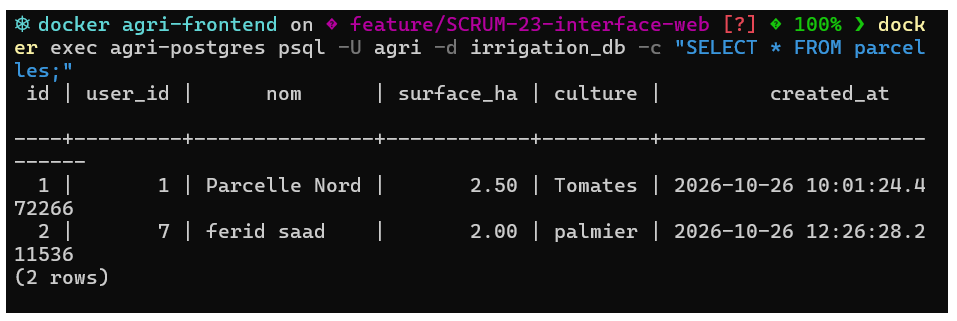 docker agri-frontend on � feature/SCRUM-23-interface-web [?] � 100% ❯ dock
er exec agri-postgres psql -U agri -d irrigation_db -c "SELECT * FROM parcel
les;"
 id | user_id |      nom      | surface_ha | culture |         created_at

----+---------+---------------+------------+---------+----------------------
------
  1 |       1 | Parcelle Nord |       2.50 | Tomates | 2026-10-26 10:01:24.4
72266
  2 |       7 | ferid saad    |       2.00 | palmier | 2026-10-26 12:26:28.2
11536
(2 rows)